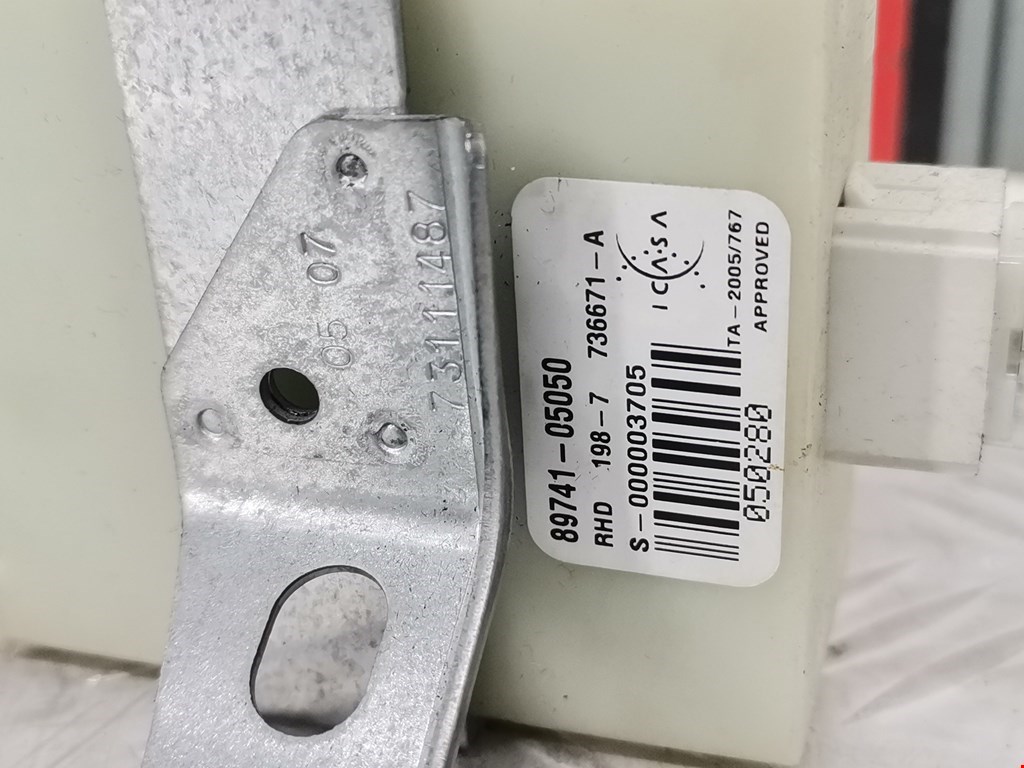 05 07
73111487
89741-05050
RHD 198-7 736671-A
S-000003705
ICASA
TA-2005/767
APPROVED
050280